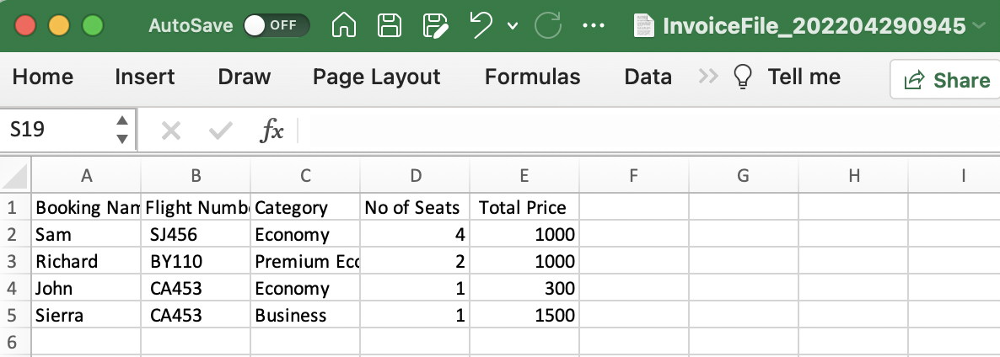 AutoSave OFF InvoiceFile_202204290945
Home Insert Draw Page Layout Formulas Data Tell me Share
S19 fx
A B C D E F G H I
1 Booking Nam Flight Numb Category No of Seats Total Price
2 Sam SJ456 Economy 4 1000
3 Richard BY110 Premium Eco 2 1000
4 John CA453 Economy 1 300
5 Sierra CA453 Business 1 1500
6